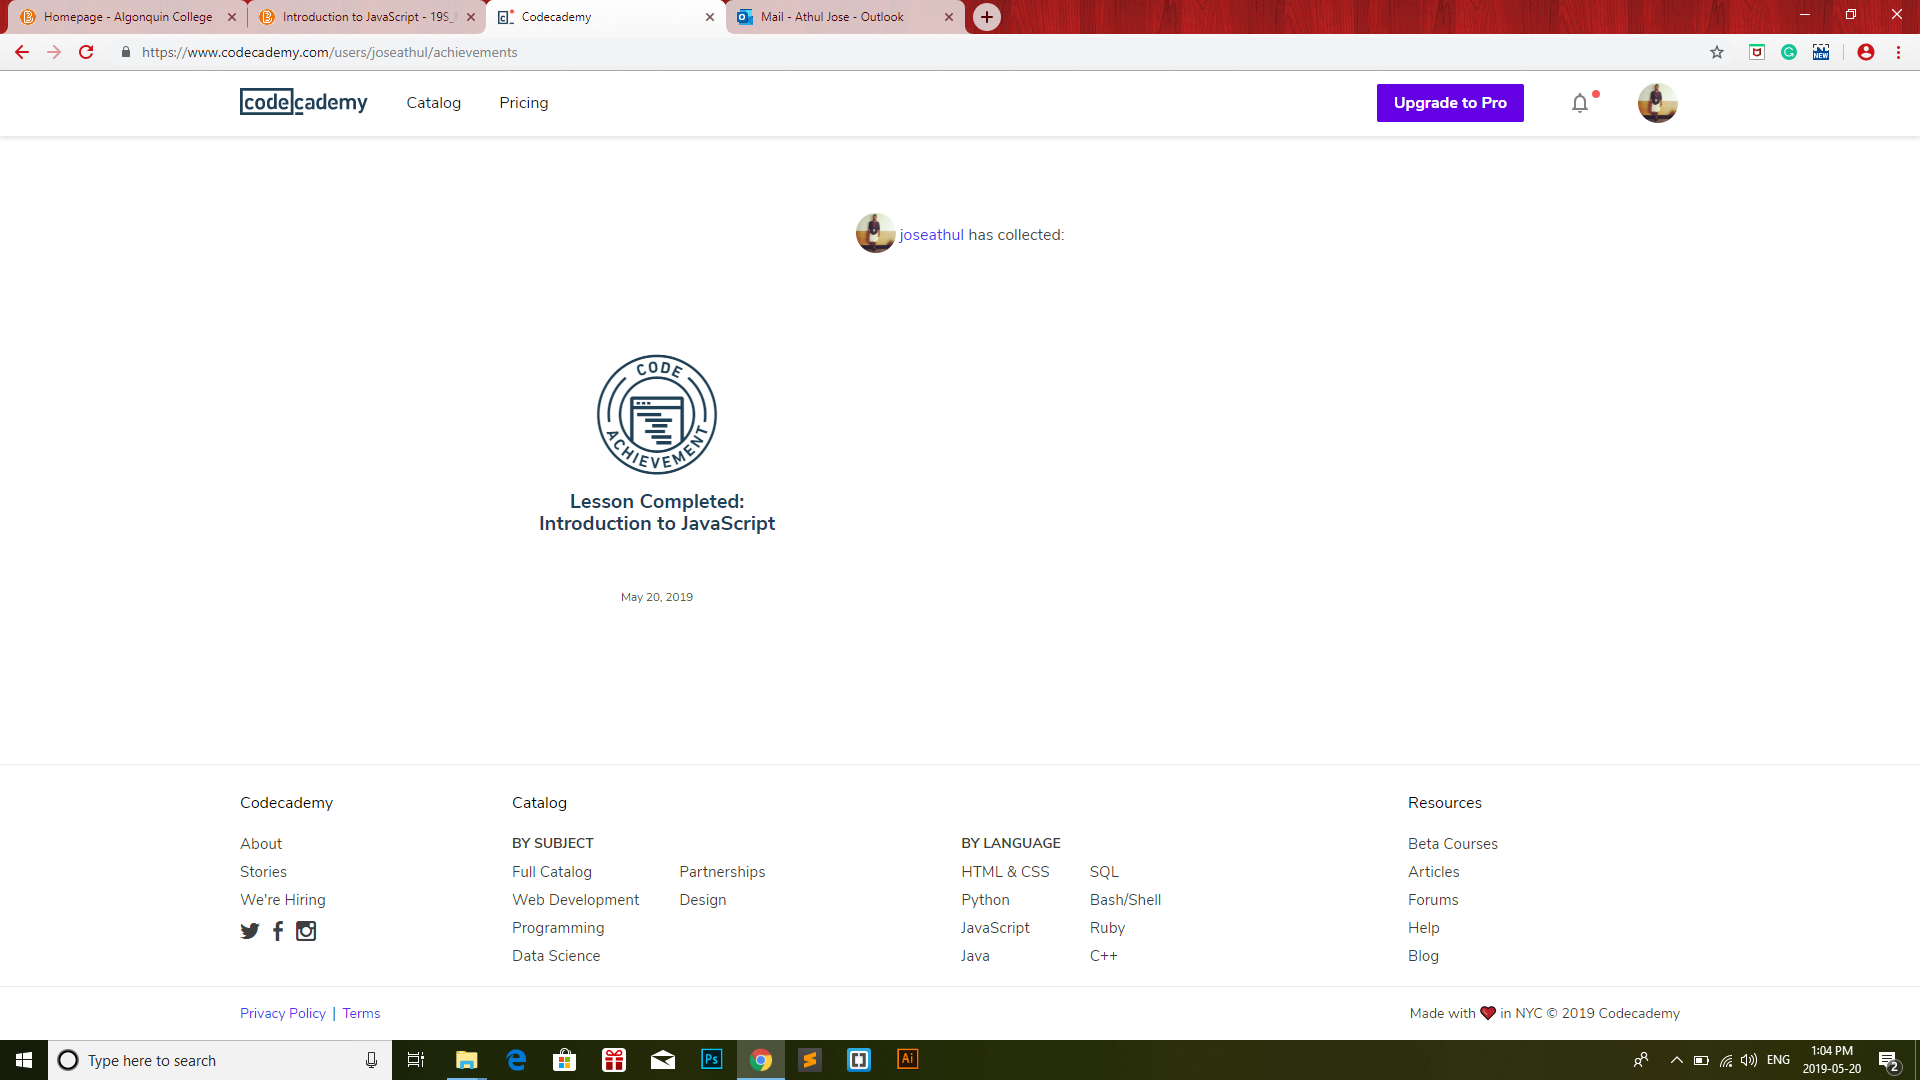 Homepage - Algonquin College
Introduction to JavaScript - 19S_
Codecademy
Mail - Athul Jose - Outlook
https://www.codecademy.com/users/joseathul/achievements
NEW
codecademy
Catalog
Pricing
Upgrade to Pro
joseathul has collected:
CODE
ACHIEVEMENT
Lesson Completed:
Introduction to JavaScript
May 20, 2019
Codecademy
About
Stories
We're Hiring
Catalog
BY SUBJECT
Full Catalog
Web Development
Programming
Data Science
Partnerships
Design
BY LANGUAGE
HTML & CSS
Python
JavaScript
Java
SQL
Bash/Shell
Ruby
C++
Resources
Beta Courses
Articles
Forums
Help
Blog
Privacy Policy | Terms
Made with ❤ in NYC © 2019 Codecademy
Type here to search
Ps
Ai
ENG
1:04 PM
2019-05-20
2